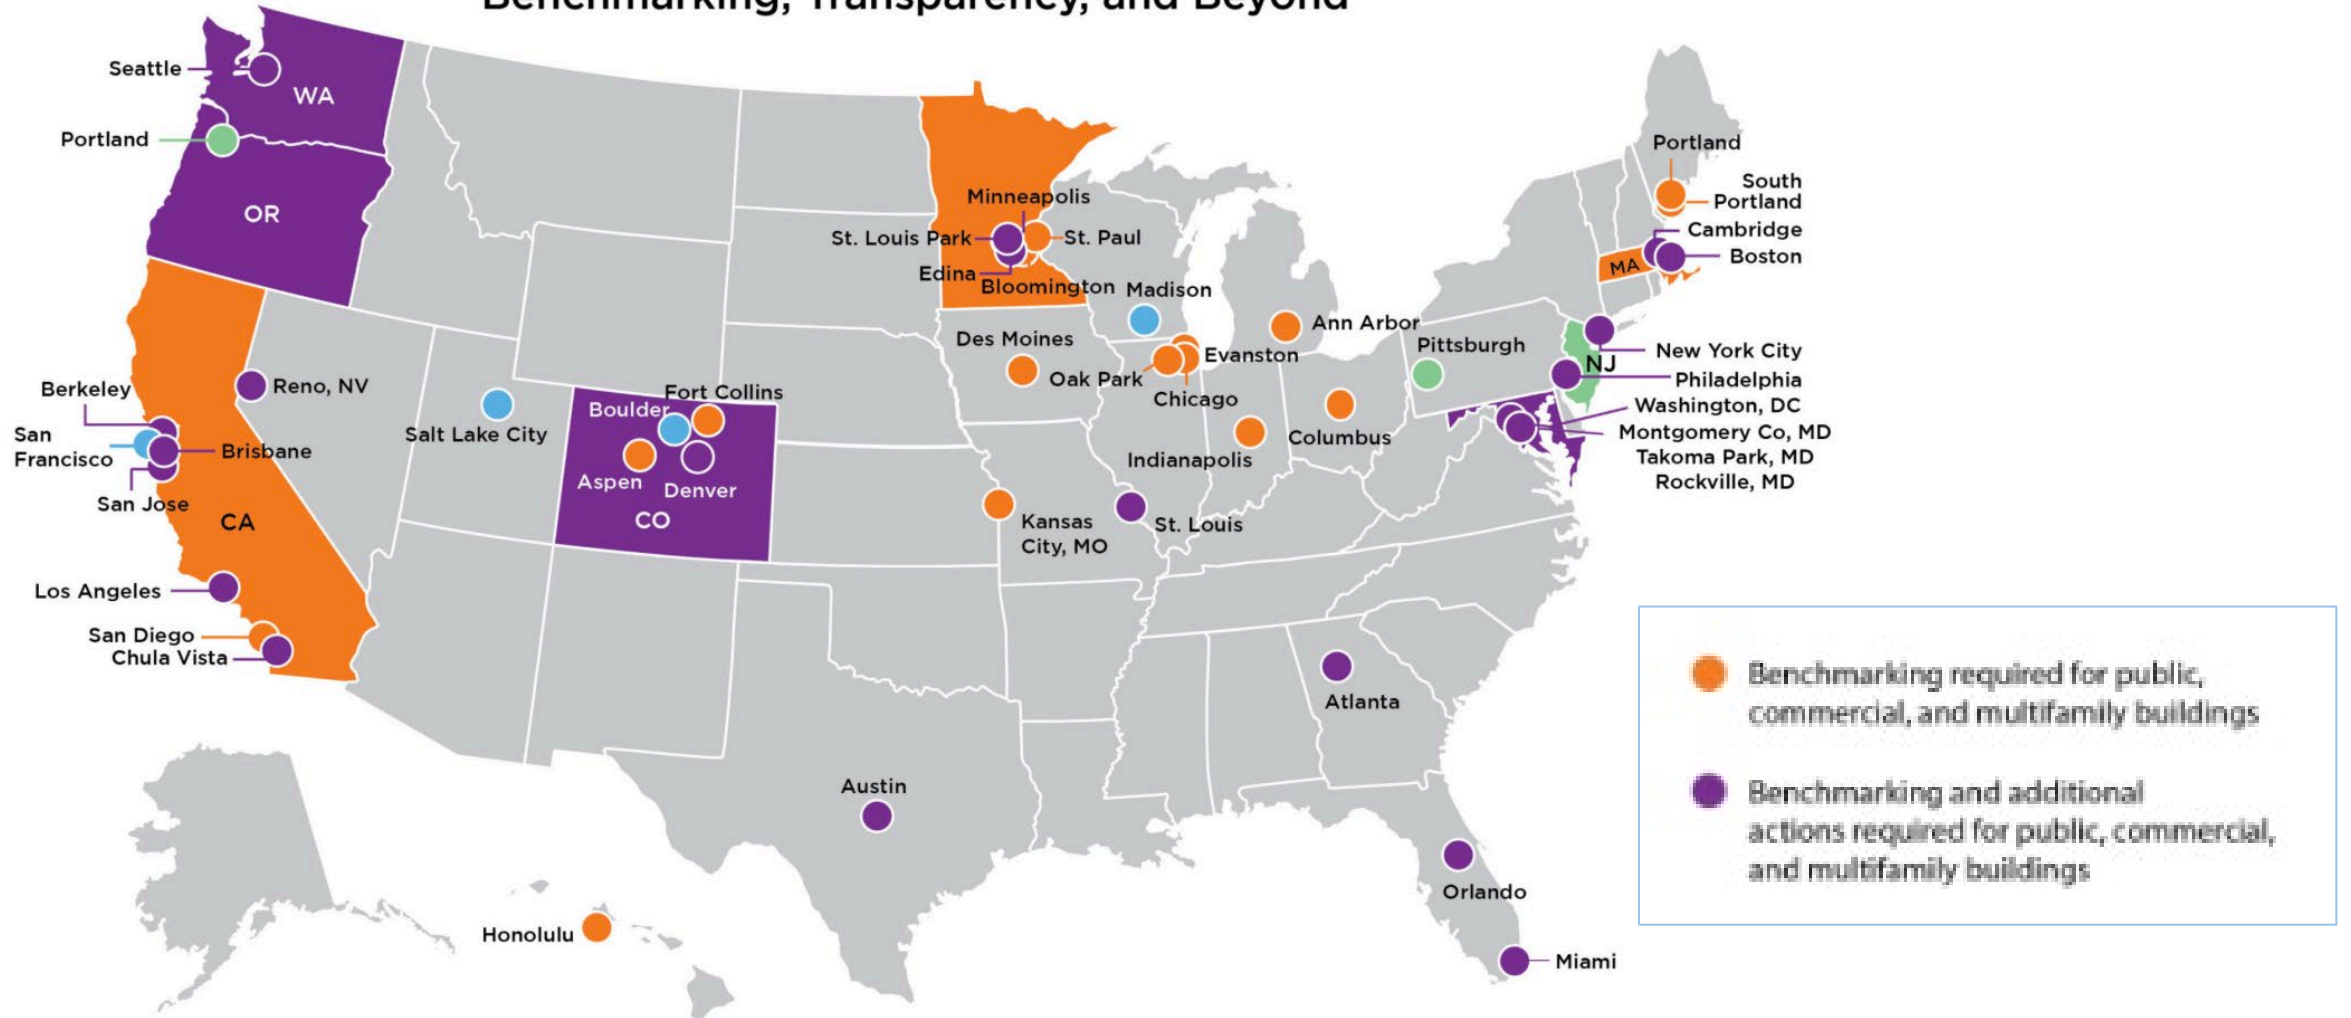 Benchmarking, Transparency, and Beyond
Seattle
WA
Portland
OR
Minneapolis
St. Louis Park
St. Paul
Edina
Bloomington
Madison
Portland
South
Portland
Cambridge
MA
Boston
Des Moines
Ann Arbor
Evanston
Oak Park
Chicago
Pittsburgh
NJ
New York City
Philadelphia
Washington, DC
Montgomery Co, MD
Takoma Park, MD
Rockville, MD
Berkeley
Reno, NV
San
Francisco
Brisbane
San Jose
CA
Salt Lake City
Fort Collins
Boulder
Aspen
Denver
CO
Indianapolis
Columbus
Kansas
City, MO
St. Louis
Los Angeles
San Diego
Chula Vista
Atlanta
Austin
Orlando
Miami
Honolulu
Benchmarking required for public,
commercial, and multifamily buildings
Benchmarking and additional
actions required for public, commercial,
and multifamily buildings